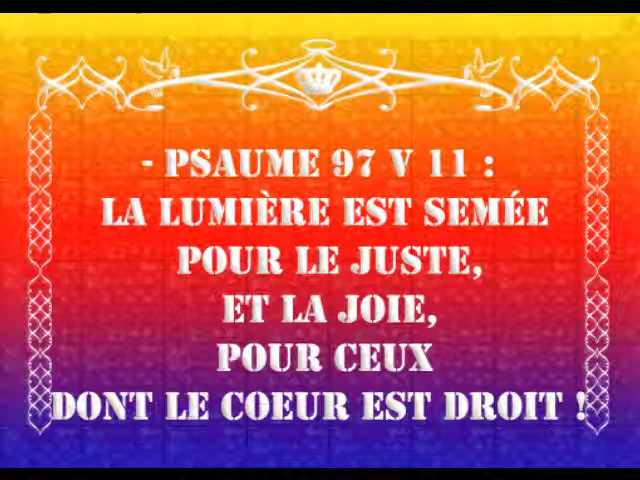 - PSAUME 97 V 11 :
LA LUMIÈRE EST SEMÉE
POUR LE JUSTE,
ET LA JOIE,
POUR CEUX
DONT LE COEUR EST DROIT !